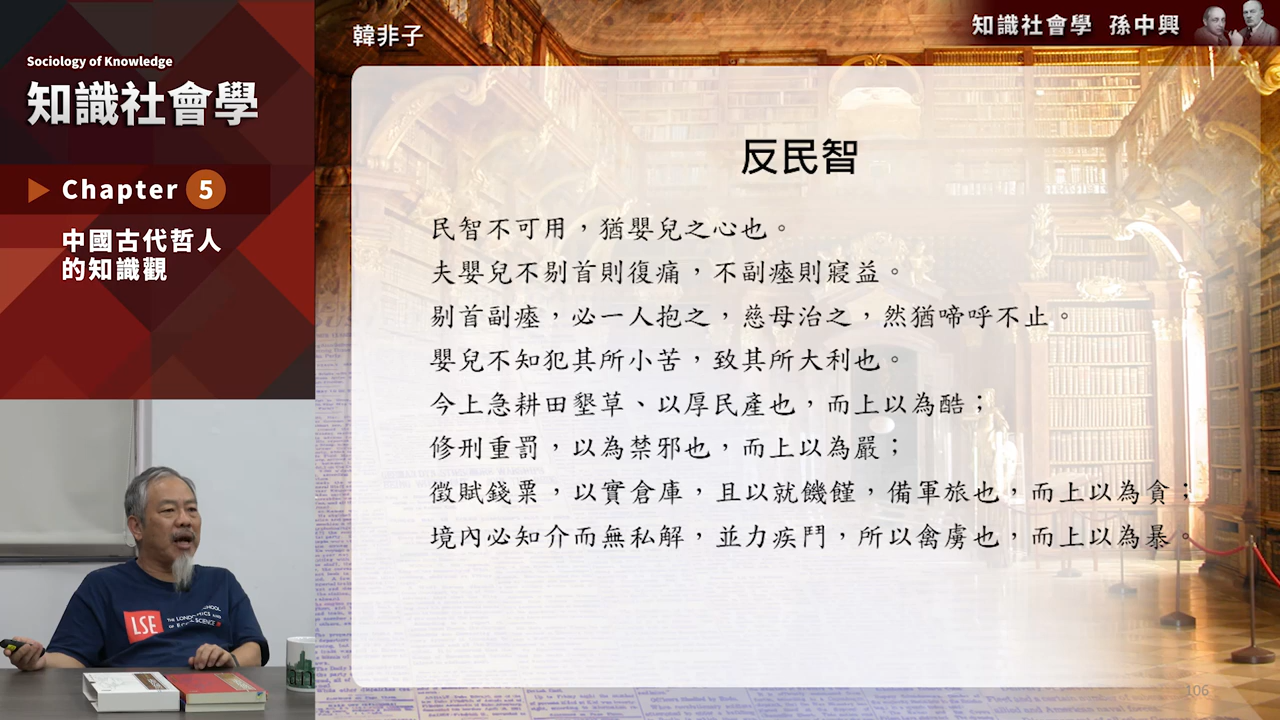 Sociology of Knowledge
知識社會學
Chapter 5
中國古代哲人
的知識觀
韓非子
知識社會學 孫中興
反民智
民智不可用，猶嬰兒之心也。
夫嬰兒不剔首則復痛，不副痤則寢益。
剔首副痤，必一人抱之，慈母治之，然猶啼呼不止。
嬰兒不知犯其所小苦，致其所大利也。
今上急耕田墾草、以厚民產也，而上以為酷；
修刑重罰，以為禁邪也，而上以為嚴；
徵賦錢粟，以實倉庫，且以就饑饉，備軍旅也，而上以為貪；
境內必知介而無私解，並力疾鬥，所以禽虜也，而上以為暴。
106
LSE